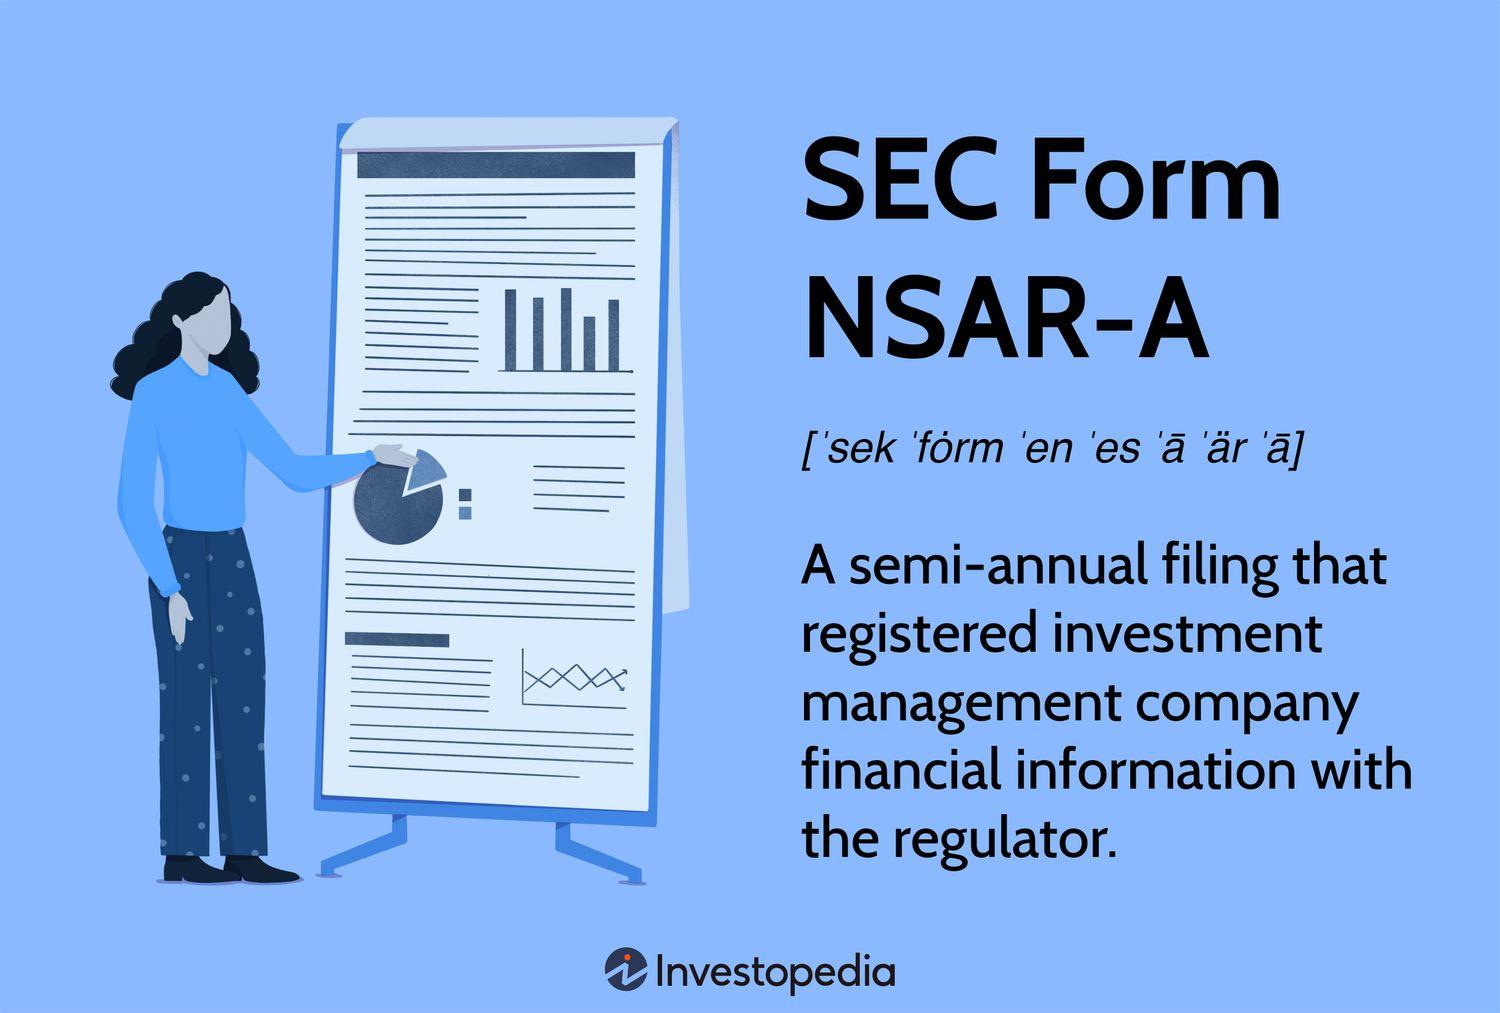 SEC Form
NSAR-A
[ˈsek ˈfȯrm ˈen ˈes ˈā ˈär ˈā]
A semi-annual filing that
registered investment
management company
financial information with
the regulator.
Investopedia